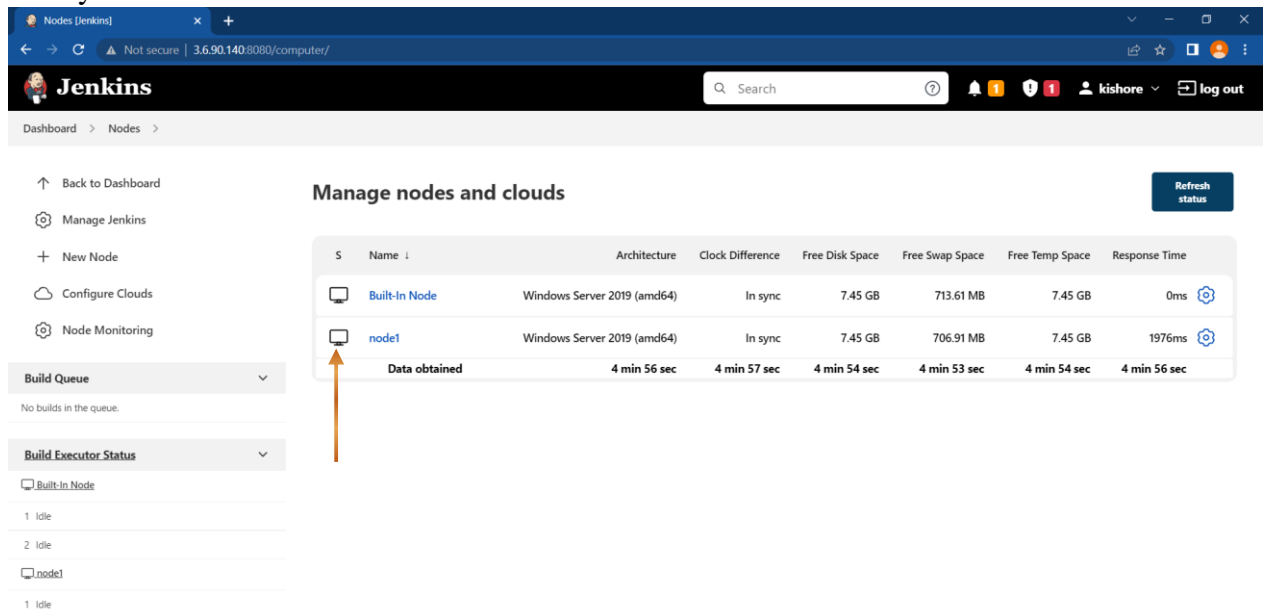 Nodes [Jenkins]
Not secure | 3.6.90.140:8080/computer/
Jenkins
Search
1
1
kishore
log out
Dashboard > Nodes >
Back to Dashboard
Manage Jenkins
New Node
Configure Clouds
Node Monitoring
Build Queue
No builds in the queue.
Build Executor Status
Built-In Node
1 Idle
2 Idle
node1
1 Idle
Manage nodes and clouds
Refresh status
S Name ↓ Architecture Clock Difference Free Disk Space Free Swap Space Free Temp Space Response Time
Built-In Node Windows Server 2019 (amd64) In sync 7.45 GB 713.61 MB 7.45 GB 0ms
node1 Windows Server 2019 (amd64) In sync 7.45 GB 706.91 MB 7.45 GB 1976ms
Data obtained 4 min 56 sec 4 min 57 sec 4 min 54 sec 4 min 53 sec 4 min 54 sec 4 min 56 sec